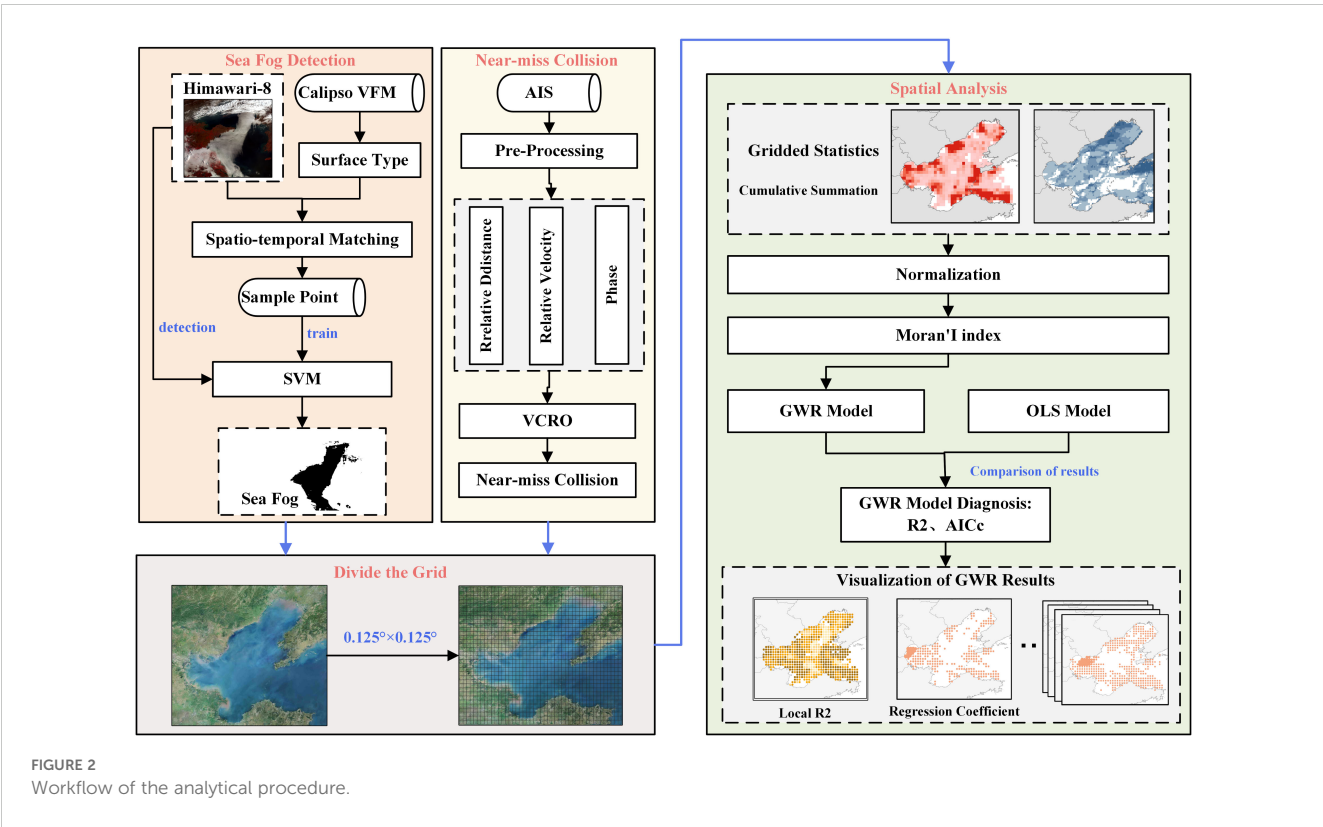 Sea Fog Detection
Himawari-8
Calipso VFM
Surface Type
Spatio-temporal Matching
Sample Point
detection
train
SVM
Sea Fog
Near-miss Collision
AIS
Pre-Processing
Rrelative Ddistance
Relative Velocity
Phase
VCRO
Near-miss Collision
Divide the Grid
0.125°×0.125°
Spatial Analysis
Gridded Statistics
Cumulative Summation
Normalization
Moran'I index
GWR Model
OLS Model
Comparison of results
GWR Model Diagnosis:
R2、AICc
Visualization of GWR Results
Local R2
Regression Coefficient
FIGURE 2
Workflow of the analytical procedure.